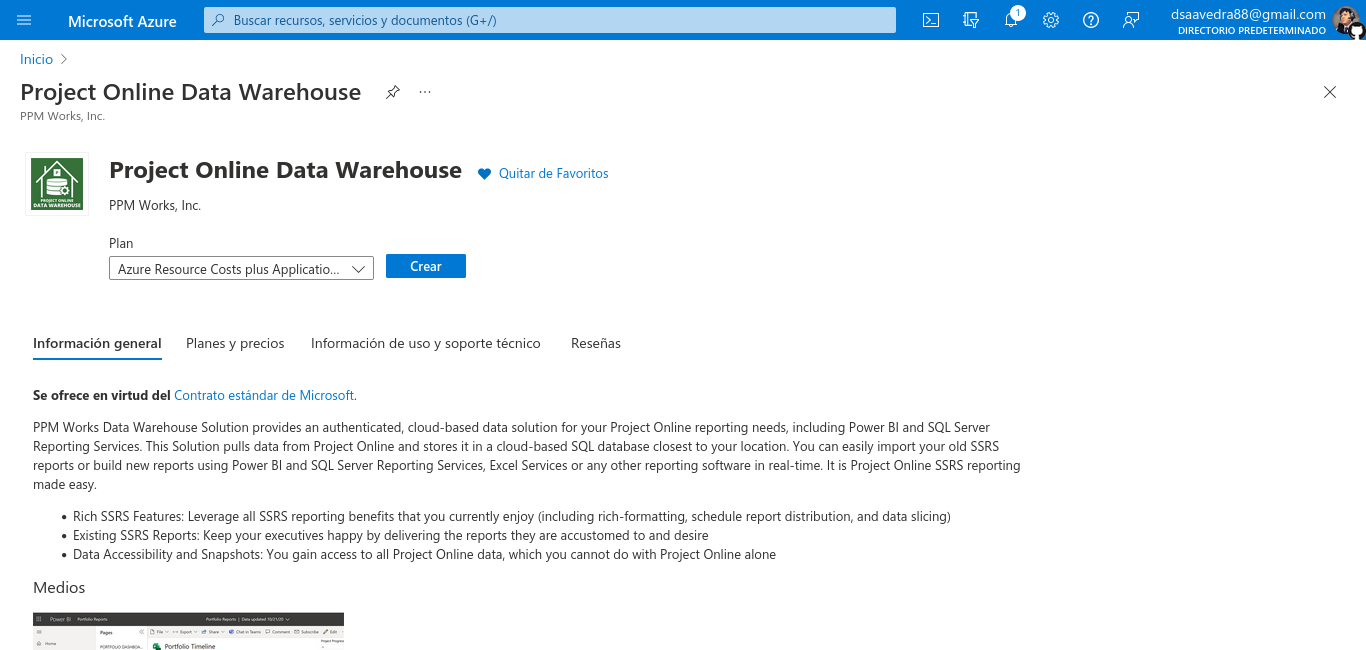 Microsoft Azure
Buscar recursos, servicios y documentos (G+/)
1
dsaavedra88@gmail.com
DIRECTORIO PREDETERMINADO
Inicio
Project Online Data Warehouse
PPM Works, Inc.
PROJECT ONLINE
DATA WAREHOUSE
Project Online Data Warehouse
Quitar de Favoritos
PPM Works, Inc.
Plan
Azure Resource Costs plus Applicatio...
Crear
Información general
Planes y precios
Información de uso y soporte técnico
Reseñas
Se ofrece en virtud del Contrato estándar de Microsoft.
PPM Works Data Warehouse Solution provides an authenticated, cloud-based data solution for your Project Online reporting needs, including Power BI and SQL Server
Reporting Services. This Solution pulls data from Project Online and stores it in a cloud-based SQL database closest to your location. You can easily import your old SSRS
reports or build new reports using Power BI and SQL Server Reporting Services, Excel Services or any other reporting software in real-time. It is Project Online SSRS reporting
made easy.
• Rich SSRS Features: Leverage all SSRS reporting benefits that you currently enjoy (including rich-formatting, schedule report distribution, and data slicing)
• Existing SSRS Reports: Keep your executives happy by delivering the reports they are accustomed to and desire
• Data Accessibility and Snapshots: You gain access to all Project Online data, which you cannot do with Project Online alone
Medios
Power BI Portfolio Reports
Portfolio Reports | Data updated 10/27/20
Pages
File Export Share Chat in Teams Comment Subscribe Edit
Home
PORTFOLIO DASHBOA...
Portfolio Timeline
Project Progress